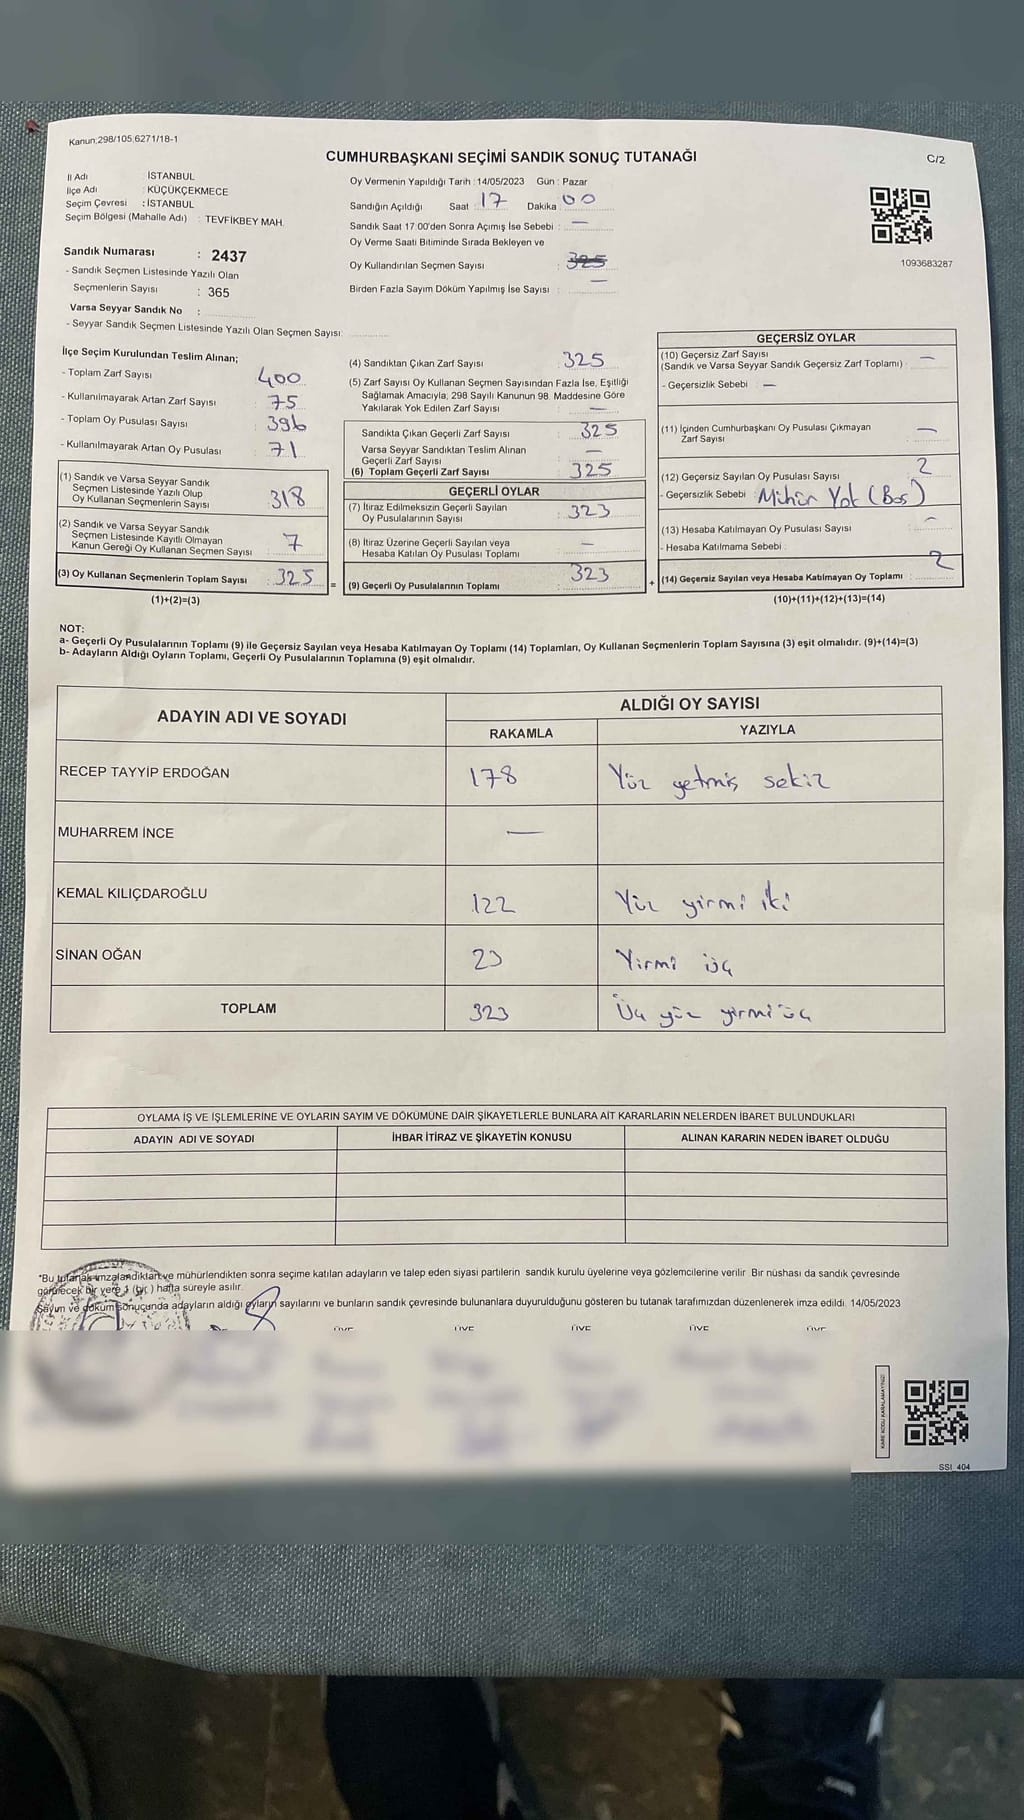 Kanun:298/105,6271/18-1
CUMHURBAŞKANI SEÇİMİ SANDIK SONUÇ TUTANAĞI
C/2
İl Adı İSTANBUL
İlçe Adı : KÜÇÜKÇEKMECE
Seçim Çevresi : İSTANBUL
Seçim Bölgesi (Mahalle Adı) : TEVFİKBEY MAH.
Sandık Numarası : 2437
- Sandık Seçmen Listesinde Yazılı Olan
Seçmenlerin Sayısı : 365
Varsa Seyyar Sandık No :
- Seyyar Sandık Seçmen Listesinde Yazılı Olan Seçmen Sayısı:
Oy Vermenin Yapıldığı Tarih : 14/05/2023 Gün : Pazar
Sandığın Açıldığı Saat : 17 Dakika : 00
Sandık Saat 17:00'den Sonra Açımış İse Sebebi : —
Oy Verme Saati Bitiminde Sırada Bekleyen ve
Oy Kullandırılan Seçmen Sayısı : 325
—
Birden Fazla Sayım Döküm Yapılmış İse Sayısı :
1093683287
İlçe Seçim Kurulundan Teslim Alınan;
- Toplam Zarf Sayısı : 400
- Kullanılmayarak Artan Zarf Sayısı : 75
- Toplam Oy Pusulası Sayısı : 396
- Kullanılmayarak Artan Oy Pusulası : 71
(1) Sandık ve Varsa Seyyar Sandık
Seçmen Listesinde Yazılı Olup
Oy Kullanan Seçmenlerin Sayısı : 318
(2) Sandık ve Varsa Seyyar Sandık
Seçmen Listesinde Kayıtlı Olmayan
Kanun Gereği Oy Kullanan Seçmen Sayısı : 7
(3) Oy Kullanan Seçmenlerin Toplam Sayısı : 325
(1)+(2)=(3)
=
(4) Sandıktan Çıkan Zarf Sayısı : 325
(5) Zarf Sayısı Oy Kullanan Seçmen Sayısından Fazla İse, Eşitliği
Sağlamak Amacıyla; 298 Sayılı Kanunun 98. Maddesine Göre
Yakılarak Yok Edilen Zarf Sayısı : —
Sandıkta Çıkan Geçerli Zarf Sayısı : 325
Varsa Seyyar Sandıktan Teslim Alınan
Geçerli Zarf Sayısı : —
(6) Toplam Geçerli Zarf Sayısı : 325
GEÇERLİ OYLAR
(7) İtiraz Edilmeksizin Geçerli Sayılan
Oy Pusulalarının Sayısı : 323
(8) İtiraz Üzerine Geçerli Sayılan veya
Hesaba Katılan Oy Pusulası Toplamı : —
(9) Geçerli Oy Pusulalarının Toplamı : 323
+
GEÇERSİZ OYLAR
(10) Geçersiz Zarf Sayısı
(Sandık ve Varsa Seyyar Sandık Geçersiz Zarf Toplamı) : —
- Geçersizlik Sebebi : —
(11) İçinden Cumhurbaşkanı Oy Pusulası Çıkmayan
Zarf Sayısı : —
(12) Geçersiz Sayılan Oy Pusulası Sayısı : 2
- Geçersizlik Sebebi : Mühür Yok (Boş)
(13) Hesaba Katılmayan Oy Pusulası Sayısı : —
- Hesaba Katılmama Sebebi :
(14) Geçersiz Sayılan veya Hesaba Katılmayan Oy Toplamı : 2
(10)+(11)+(12)+(13)=(14)
NOT:
a- Geçerli Oy Pusulalarının Toplamı (9) ile Geçersiz Sayılan veya Hesaba Katılmayan Oy Toplamı (14) Toplamları, Oy Kullanan Seçmenlerin Toplam Sayısına (3) eşit olmalıdır. (9)+(14)=(3)
b- Adayların Aldığı Oyların Toplamı, Geçerli Oy Pusulalarının Toplamına (9) eşit olmalıdır.
ADAYIN ADI VE SOYADI
ALDIĞI OY SAYISI
RAKAMLA YAZIYLA
RECEP TAYYİP ERDOĞAN 178 Yüz yetmiş sekiz
MUHARREM İNCE —
KEMAL KILIÇDAROĞLU 122 Yüz yirmi iki
SİNAN OĞAN 23 Yirmi üç
TOPLAM 323 Üç yüz yirmi üç
OYLAMA İŞ VE İŞLEMLERİNE VE OYLARIN SAYIM VE DÖKÜMÜNE DAİR ŞİKAYETLERLE BUNLARA AİT KARARLARIN NELERDEN İBARET BULUNDUKLARI
ADAYIN ADI VE SOYADI İHBAR İTİRAZ VE ŞİKAYETİN KONUSU ALINAN KARARIN NEDEN İBARET OLDUĞU
*Bu tutanak imzalandıktan ve mühürlendikten sonra seçime katılan adayların ve talep eden siyasi partilerin sandık kurulu üyelerine veya gözlemcilerine verilir. Bir nüshası da sandık çevresinde
görülecek bir yere 1 (bir) hafta süreyle asılır.
Sayım ve döküm sonucunda adayların aldığı oyların sayılarını ve bunların sandık çevresinde bulunanlara duyurulduğunu gösteren bu tutanak tarafımızdan düzenlenerek imza edildi. 14/05/2023
ÜYE ÜYE ÜYE ÜYE ÜYE
KARE KODU KARALAMAYINIZ!
SSİ_404